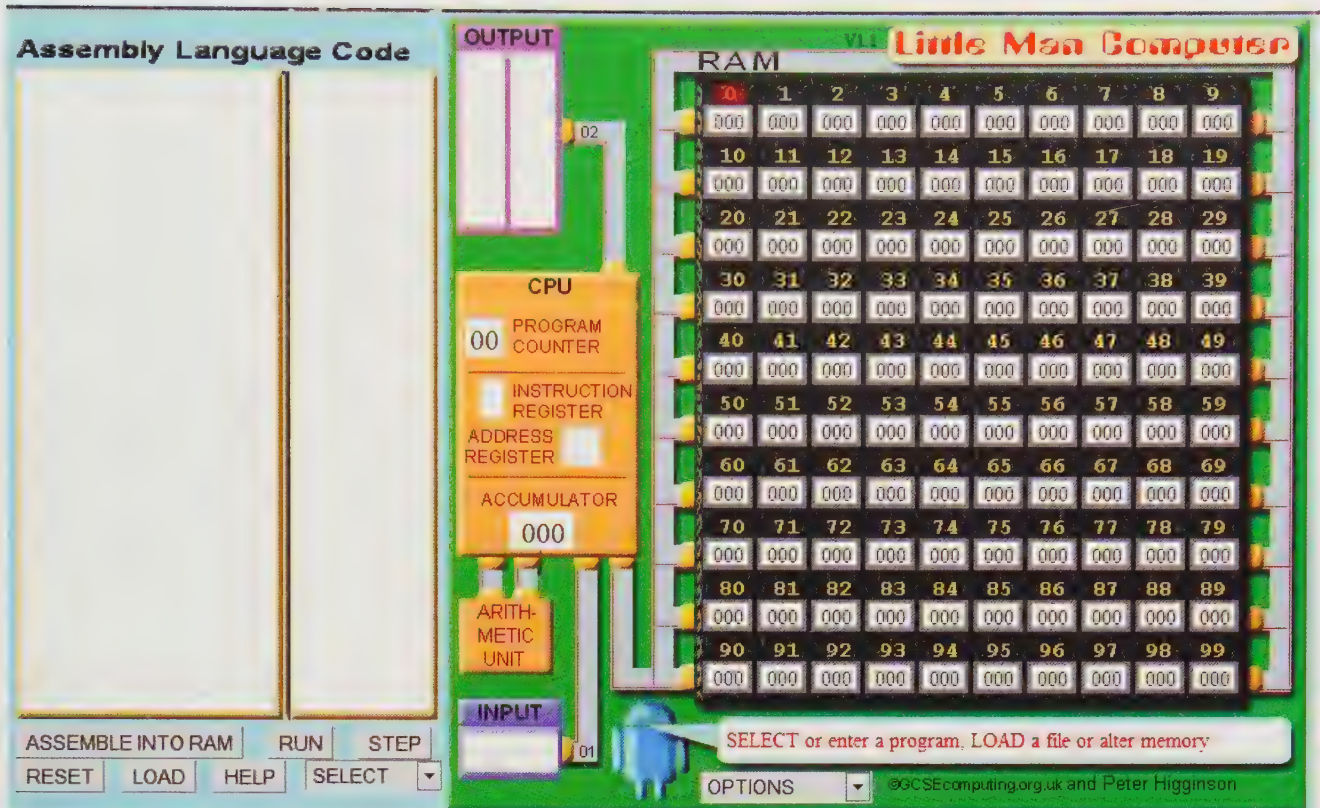 Assembly Language Code
OUTPUT
V1.1
Little Man Computer
RAM
0 1 2 3 4 5 6 7 8 9
000 000 000 000 000 000 000 000 000 000
10 11 12 13 14 15 16 17 18 19
000 000 000 000 000 000 000 000 000 000
20 21 22 23 24 25 26 27 28 29
000 000 000 000 000 000 000 000 000 000
30 31 32 33 34 35 36 37 38 39
000 000 000 000 000 000 000 000 000 000
40 41 42 43 44 45 46 47 48 49
000 000 000 000 000 000 000 000 000 000
50 51 52 53 54 55 56 57 58 59
000 000 000 000 000 000 000 000 000 000
60 61 62 63 64 65 66 67 68 69
000 000 000 000 000 000 000 000 000 000
70 71 72 73 74 75 76 77 78 79
000 000 000 000 000 000 000 000 000 000
80 81 82 83 84 85 86 87 88 89
000 000 000 000 000 000 000 000 000 000
90 91 92 93 94 95 96 97 98 99
000 000 000 000 000 000 000 000 000 000
02
CPU
00
PROGRAM
COUNTER
INSTRUCTION
REGISTER
ADDRESS
REGISTER
ACCUMULATOR
000
ARITH-
METIC
UNIT
INPUT
01
ASSEMBLE INTO RAM RUN STEP
RESET LOAD HELP SELECT
SELECT or enter a program, LOAD a file or alter memory
OPTIONS
©GCSEcomputing.org.uk and Peter Higginson